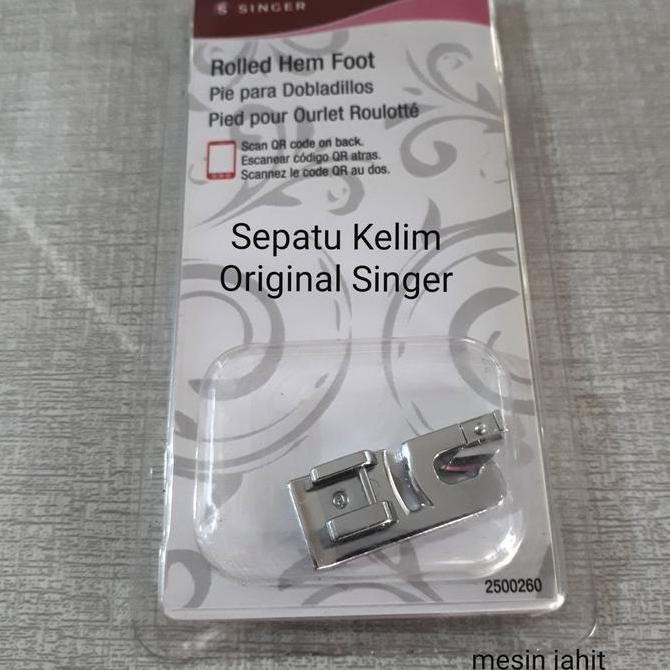 SINGER
Rolled Hem Foot
Pie para Dobladillos
Pied pour Ourlet Roulotté
Scan QR code on back.
Escanear código QR atras.
Scannez le code QR au dos.
Sepatu Kelim
Original Singer
2500260
mesin jahit